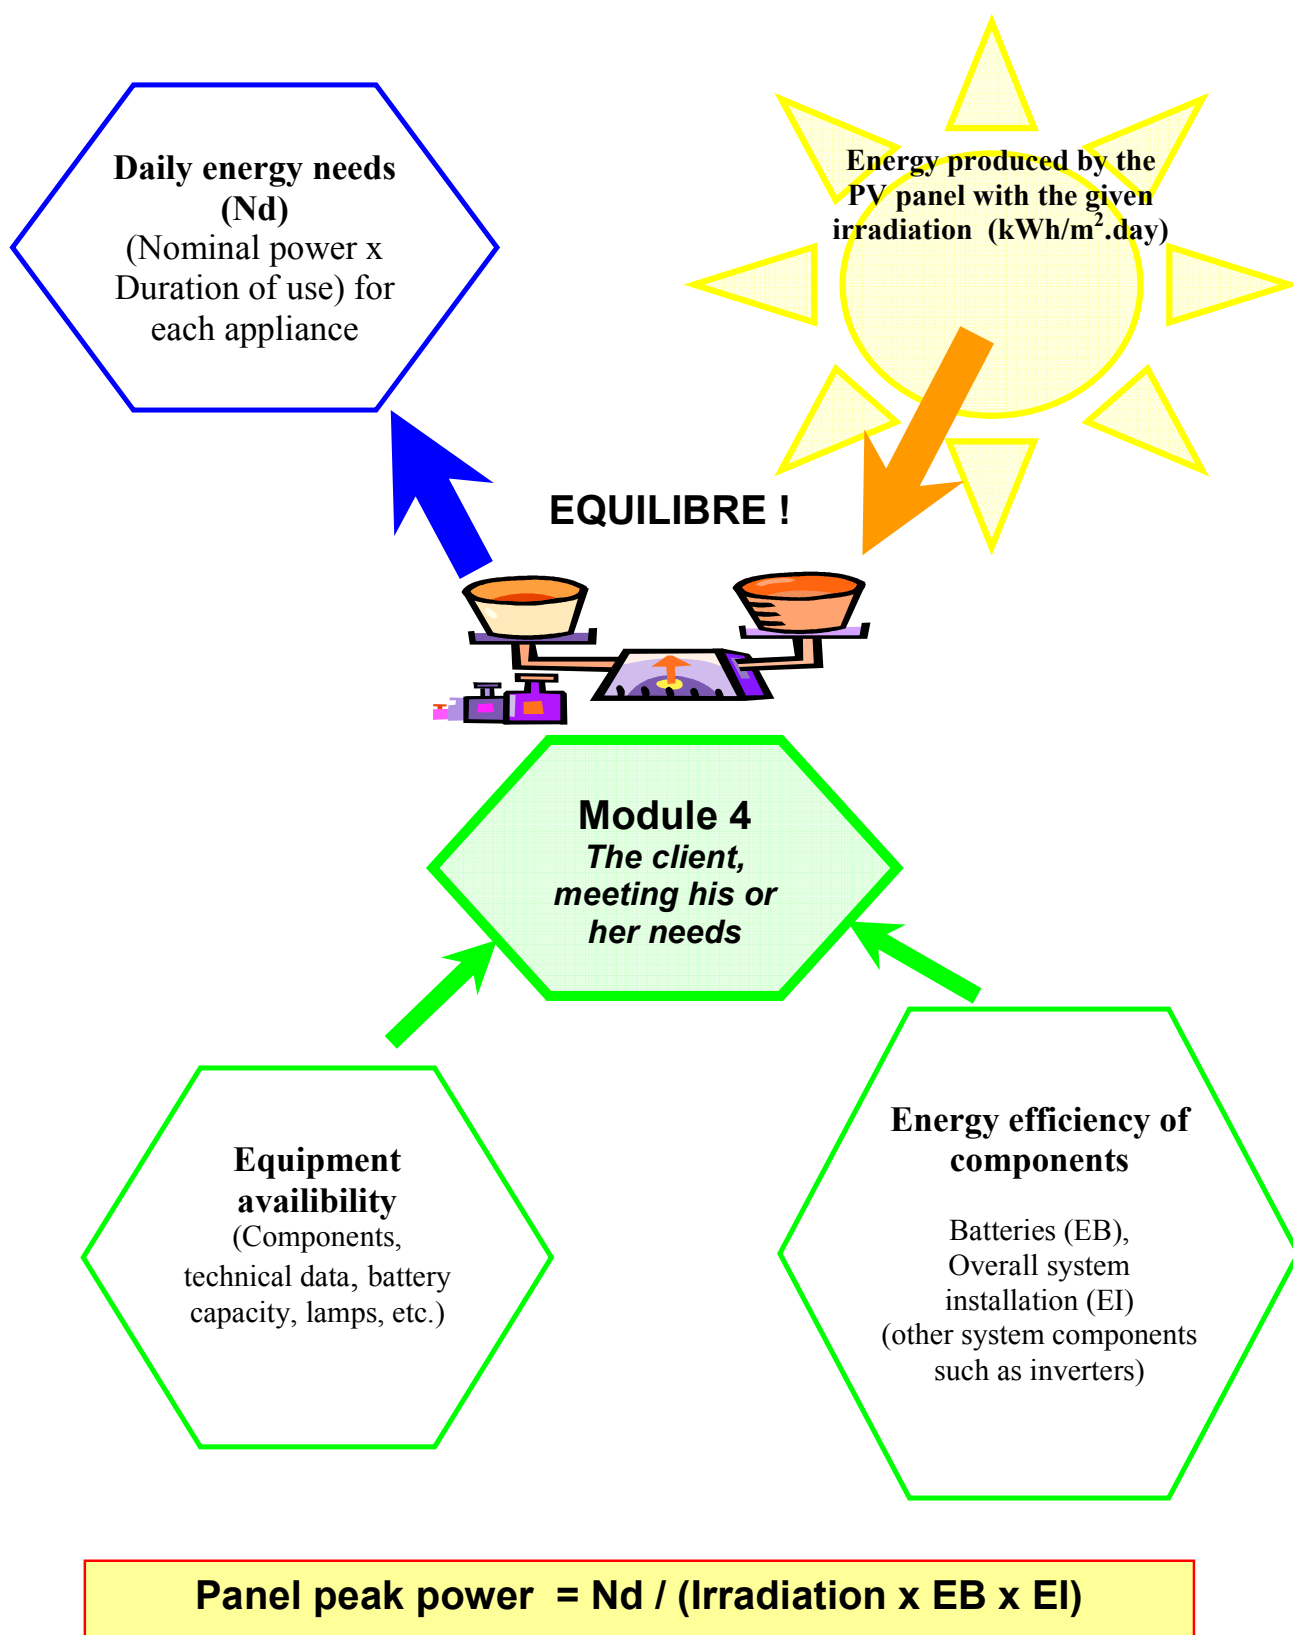 Daily energy needs
(Nd)
(Nominal power x
Duration of use) for
each appliance
Energy produced by the
PV panel with the given
irradiation (kWh/m².day)
EQUILIBRE !
Module 4
The client,
meeting his or
her needs
Equipment
availibility
(Components,
technical data, battery
capacity, lamps, etc.)
Energy efficiency of
components
Batteries (EB),
Overall system
installation (EI)
(other system components
such as inverters)
Panel peak power = Nd / (Irradiation x EB x EI)